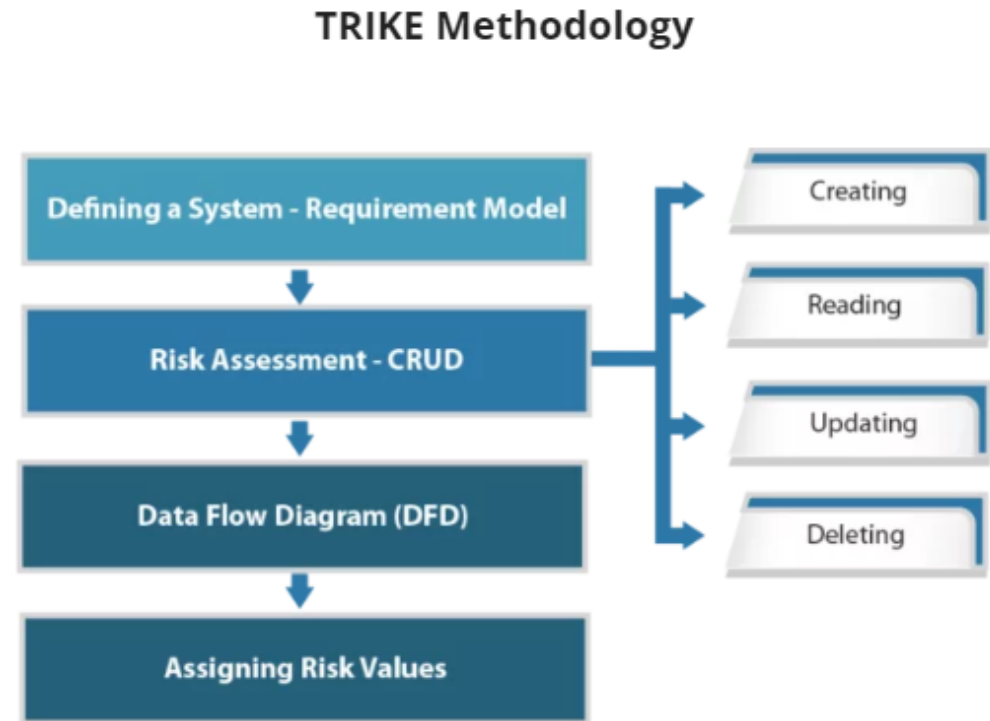 TRIKE Methodology
Defining a System - Requirement Model
Risk Assessment - CRUD
Data Flow Diagram (DFD)
Assigning Risk Values
Creating
Reading
Updating
Deleting